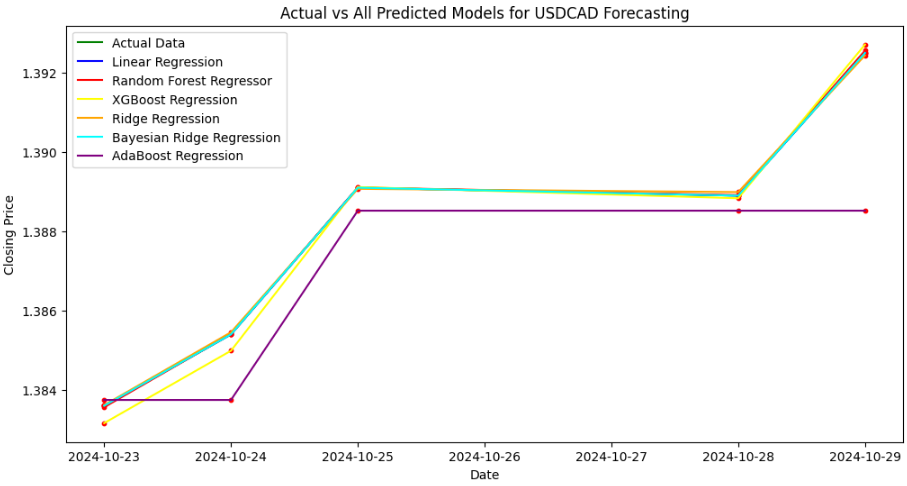 Actual vs All Predicted Models for USDCAD Forecasting
Actual Data
Linear Regression
Random Forest Regressor
XGBoost Regression
Ridge Regression
Bayesian Ridge Regression
AdaBoost Regression
Closing Price
1.392
1.390
1.388
1.386
1.384
2024-10-23 2024-10-24 2024-10-25 2024-10-26 2024-10-27 2024-10-28 2024-10-29
Date